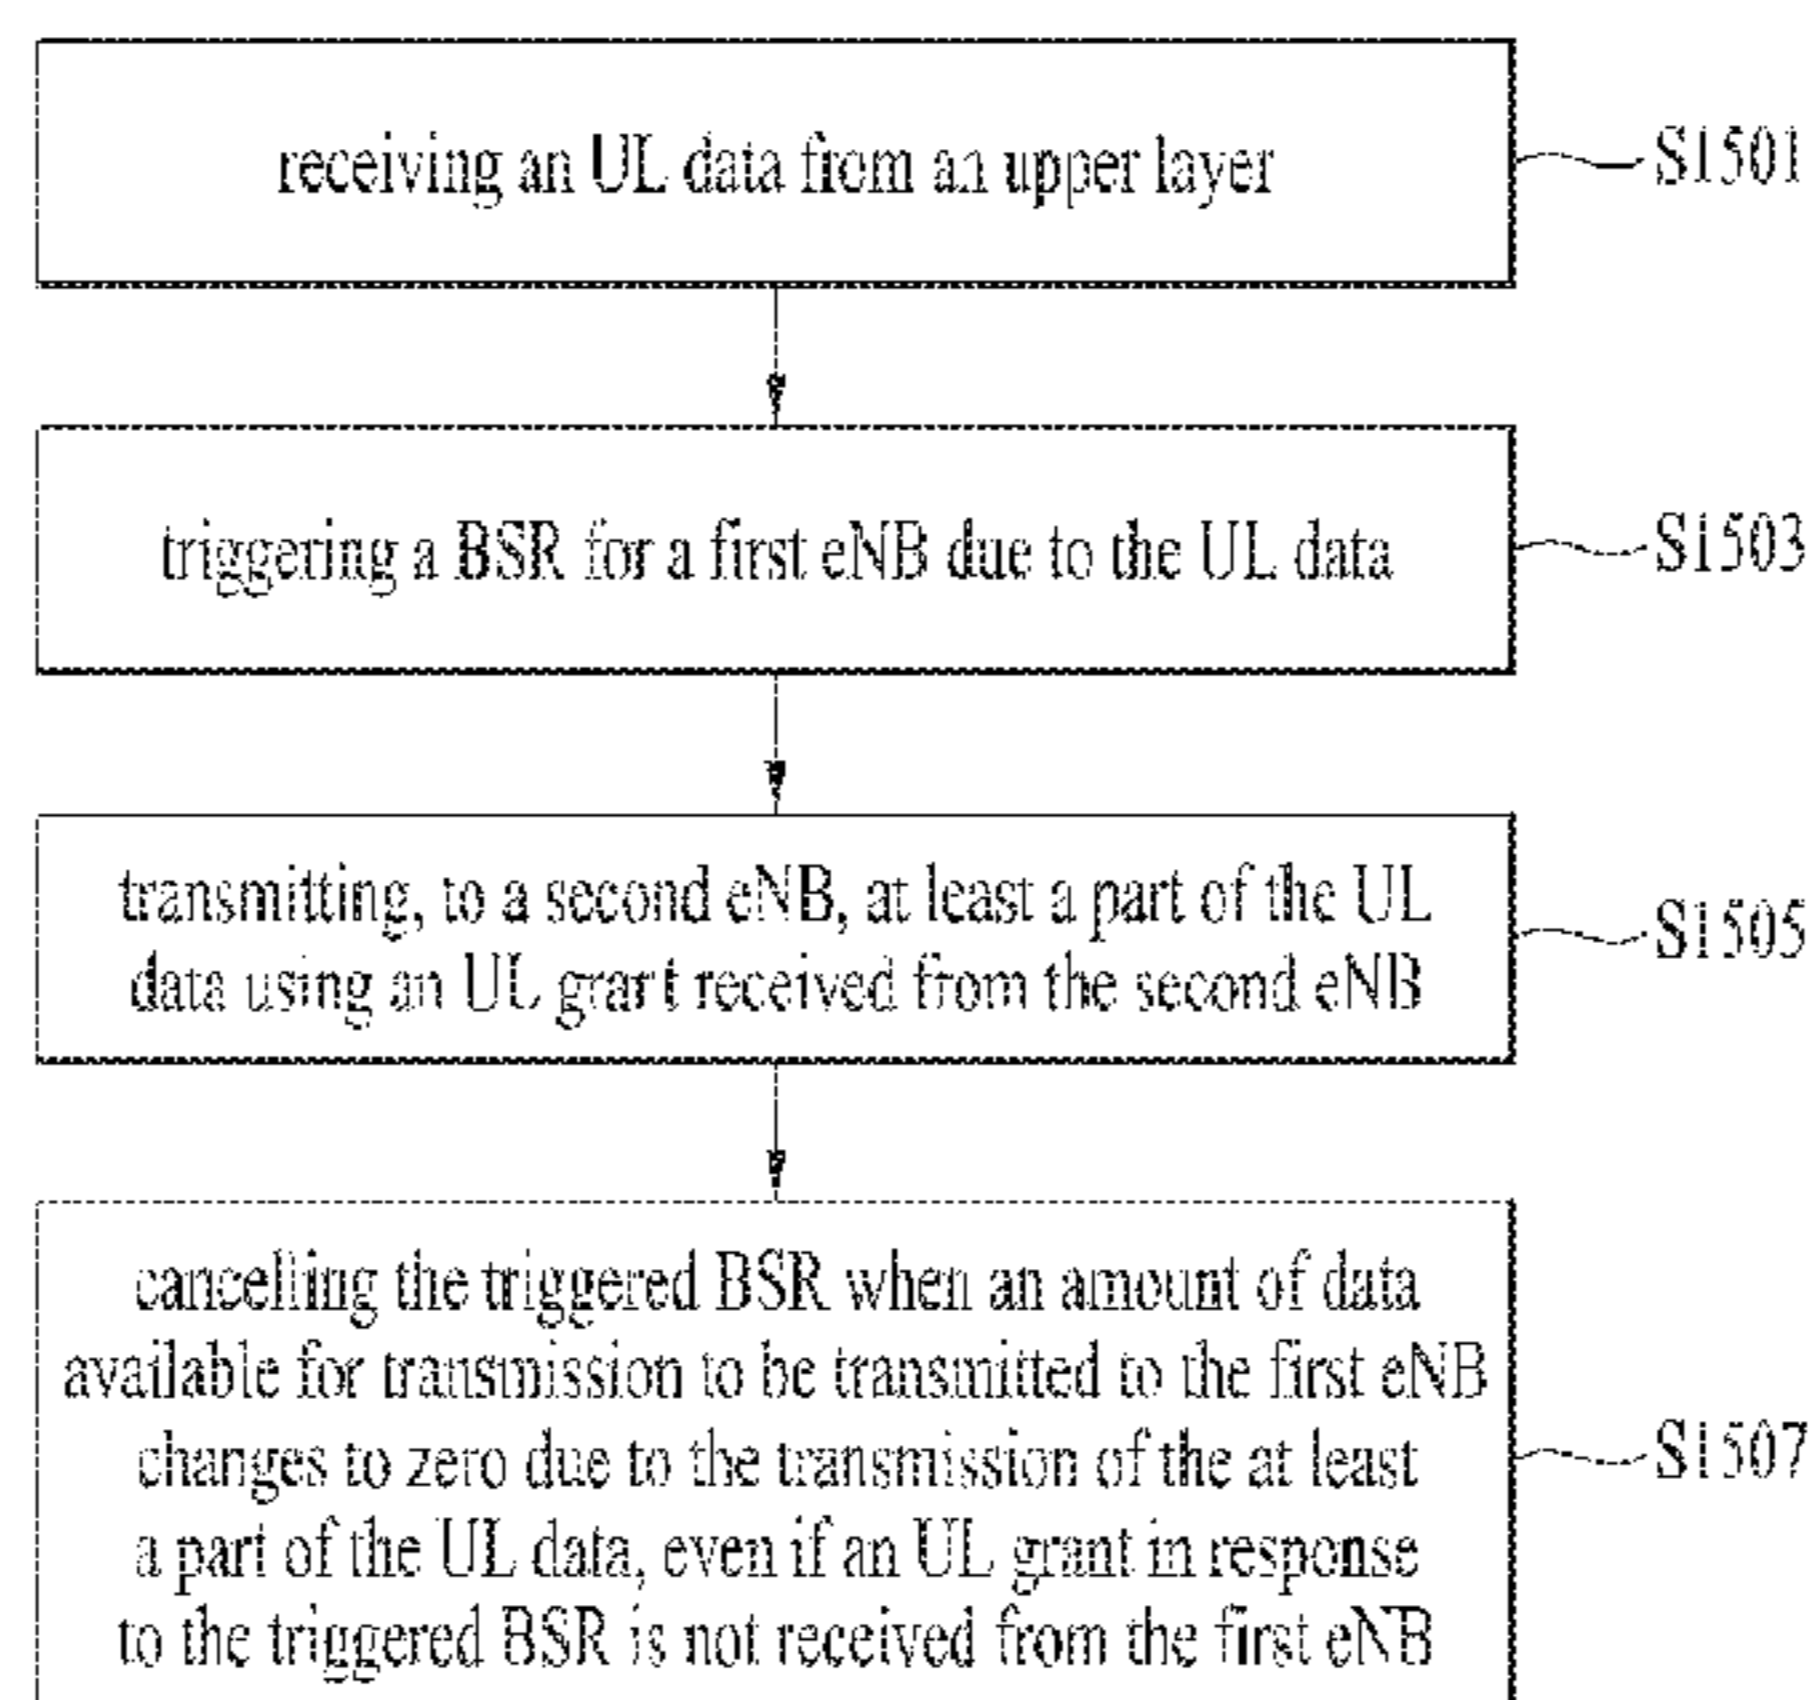 receiving an UL data from an upper layer
S1501
triggering a BSR for a first eNB due to the UL data
S1503
transmitting, to a second eNB, at least a part of the UL
data using an UL grant received from the second eNB
S1505
cancelling the triggered BSR when an amount of data
available for transmission to be transmitted to the first eNB
changes to zero due to the transmission of the at least
a part of the UL data, even if an UL grant in response
to the triggered BSR is not received from the first eNB
S1507